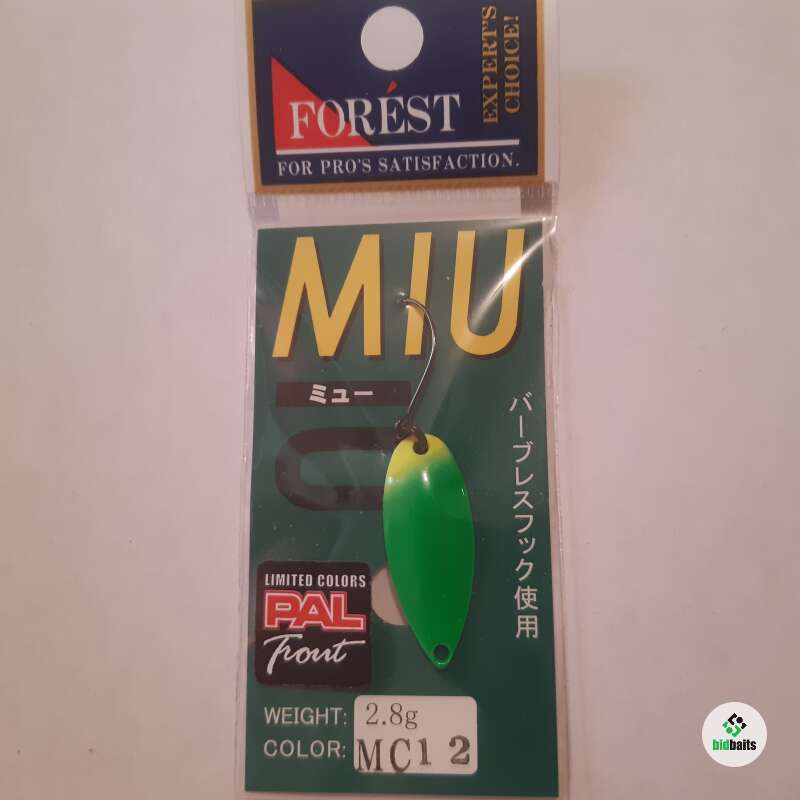 FORÉST
FOR PRO'S SATISFACTION.
EXPERT'S
CHOICE!
MIU
ミュー
バーブレスフック使用
LIMITED COLORS
PAL
Trout
WEIGHT: 2.8g
COLOR: MC12
bidbaits